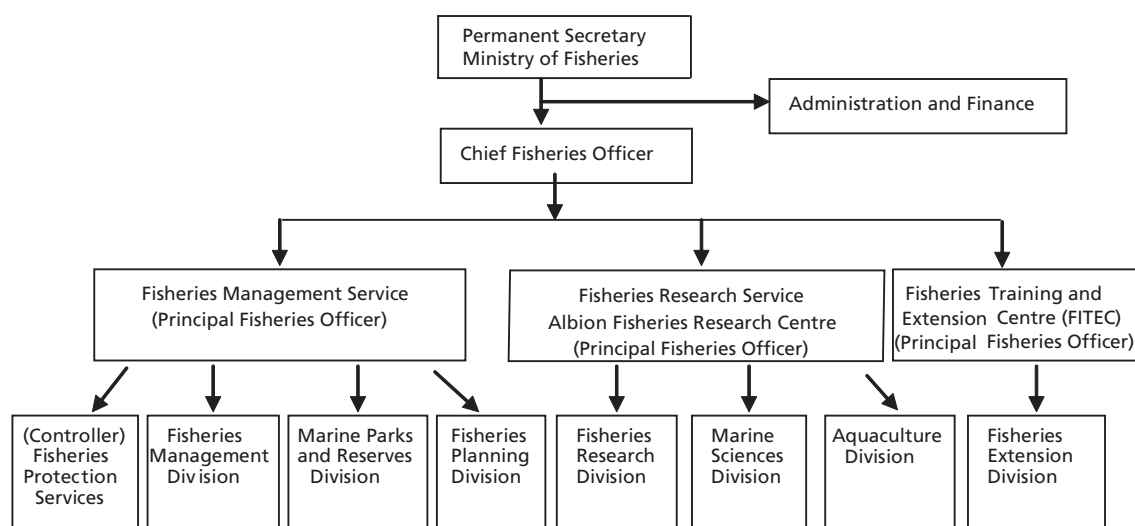 Permanent Secretary
Ministry of Fisheries
Administration and Finance
Chief Fisheries Officer
Fisheries Management Service
(Principal Fisheries Officer)
Fisheries Research Service
Albion Fisheries Research Centre
(Principal Fisheries Officer)
Fisheries Training and
Extension Centre (FITEC)
(Principal Fisheries Officer)
(Controller)
Fisheries
Protection
Services
Fisheries
Management
Division
Marine Parks
and Reserves
Division
Fisheries
Planning
Division
Fisheries
Research
Division
Marine
Sciences
Division
Aquaculture
Division
Fisheries
Extension
Division